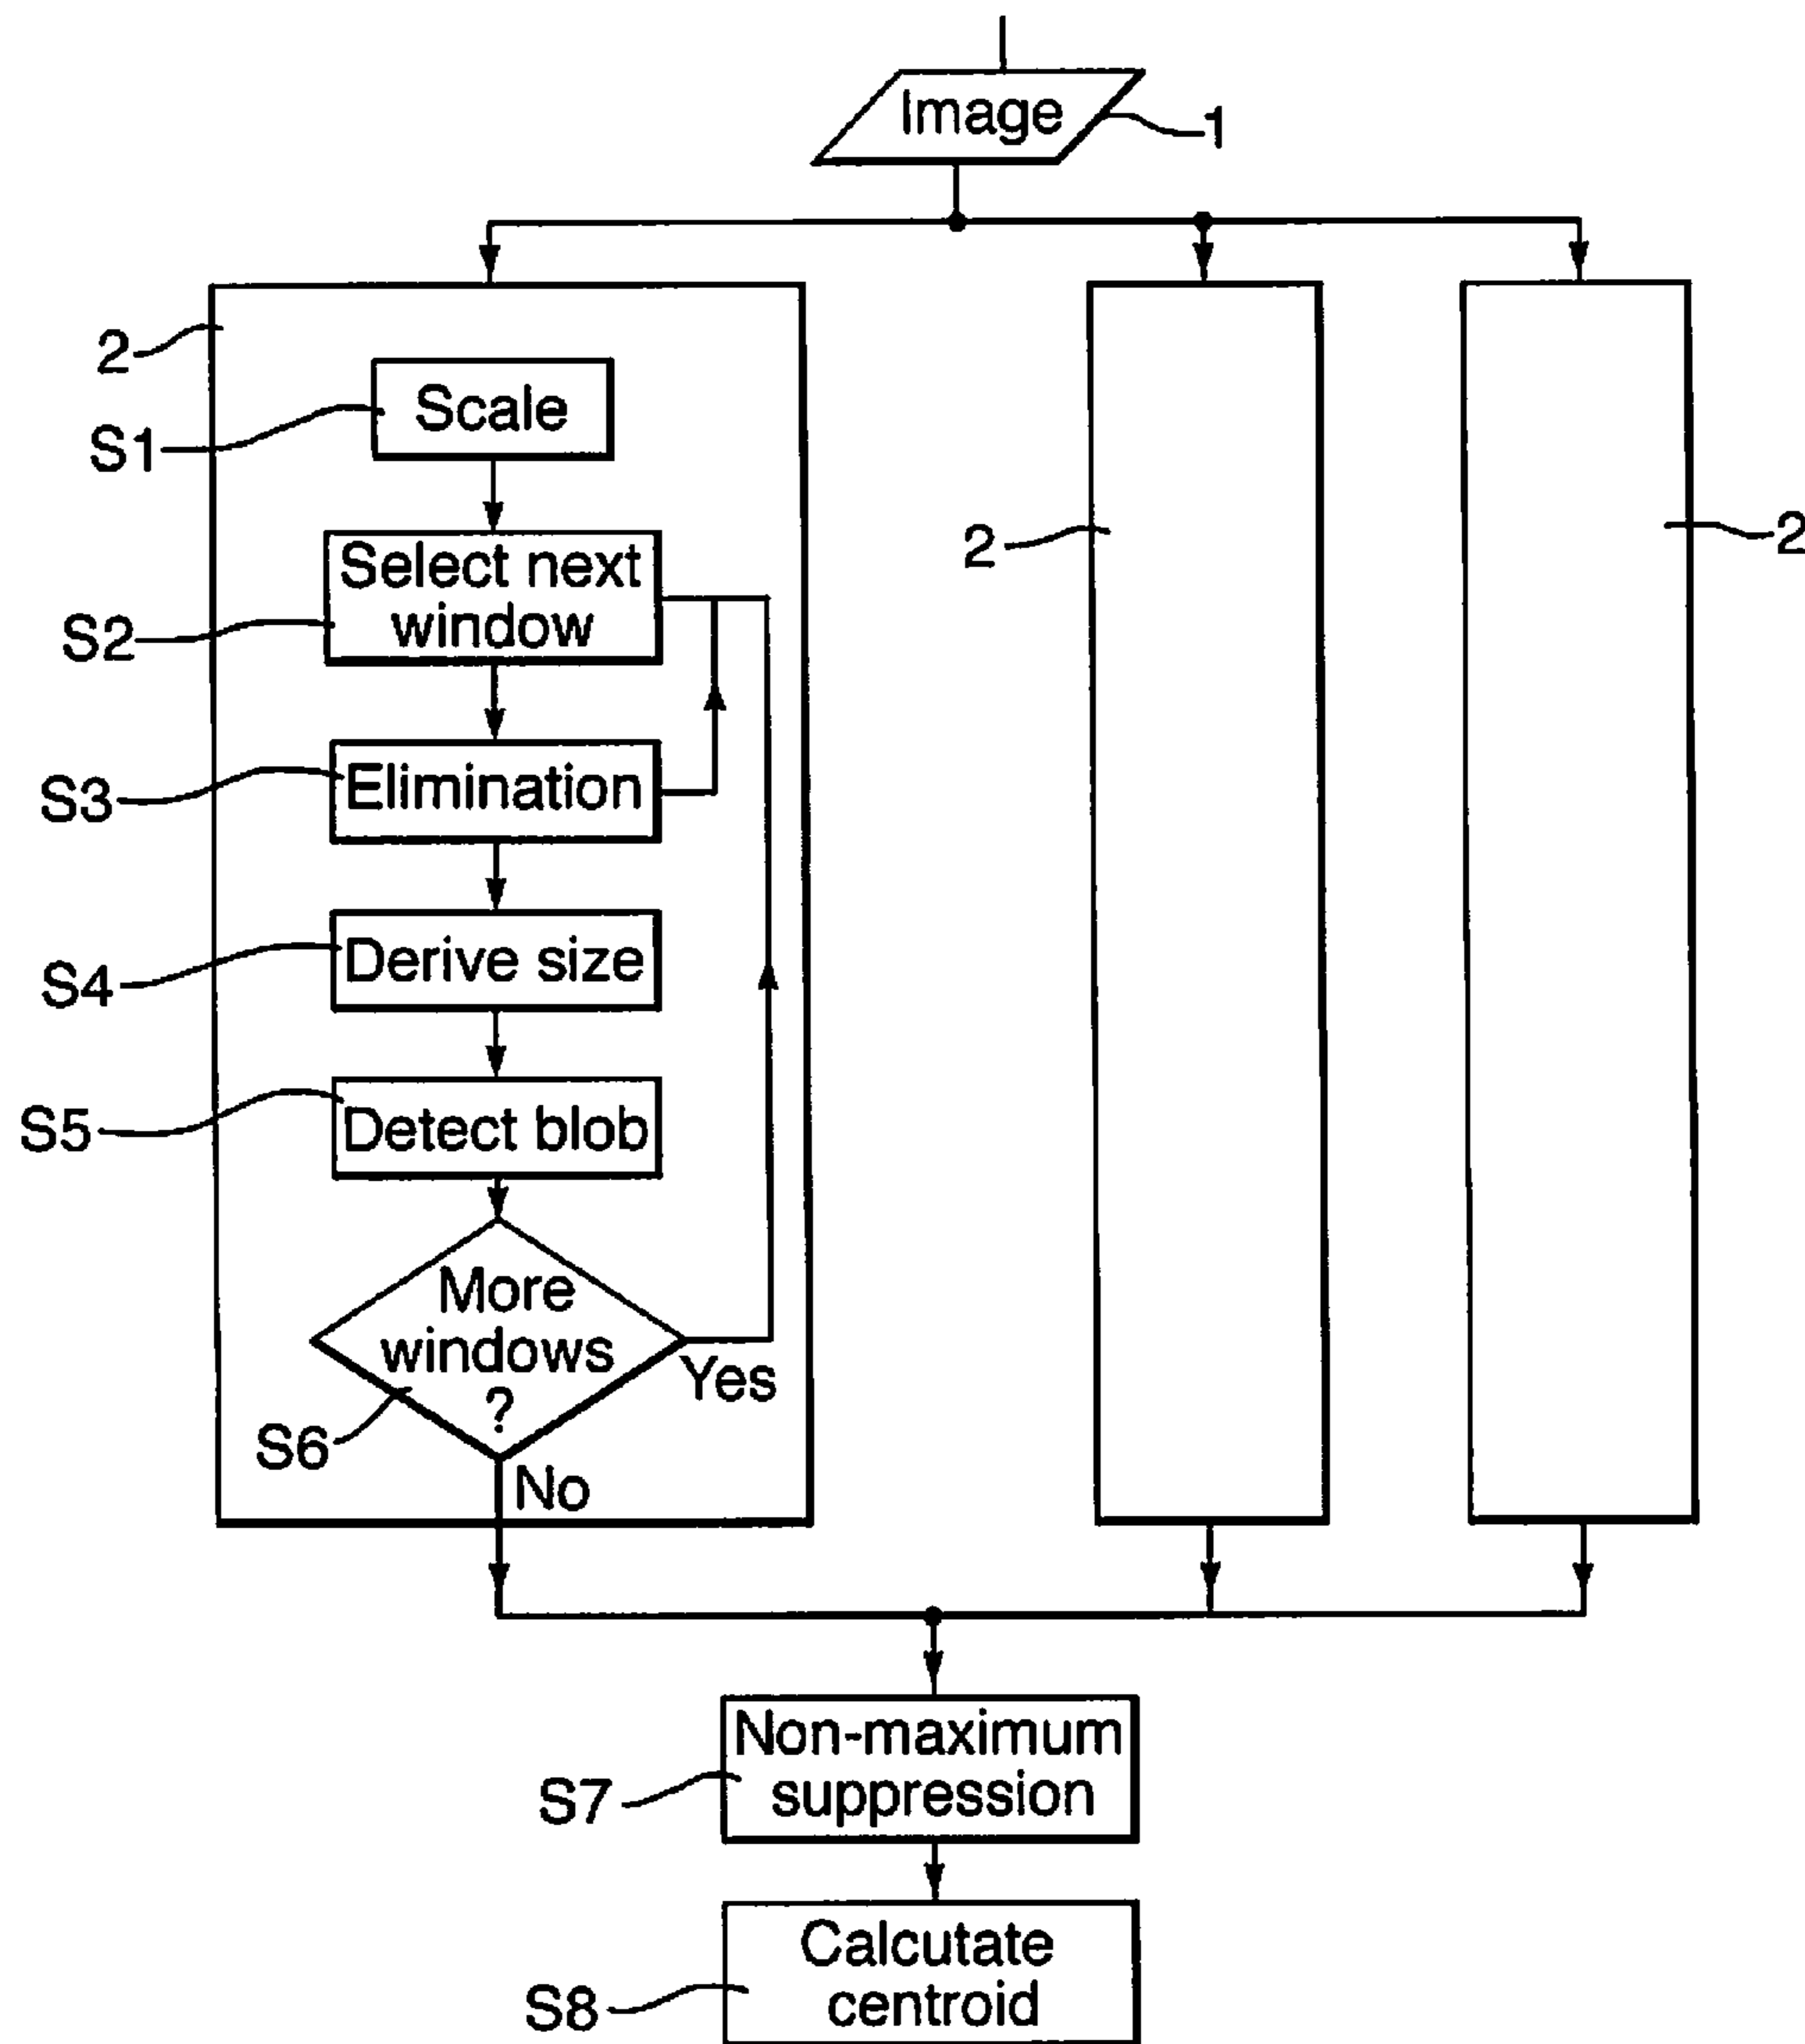 Image
1
2
Scale
S1
Select next
window
S2
2
2
Elimination
S3
Derive size
S4
Detect blob
S5
More
windows
?
Yes
S6
No
Non-maximum
suppression
S7
Calcutate
centroid
S8